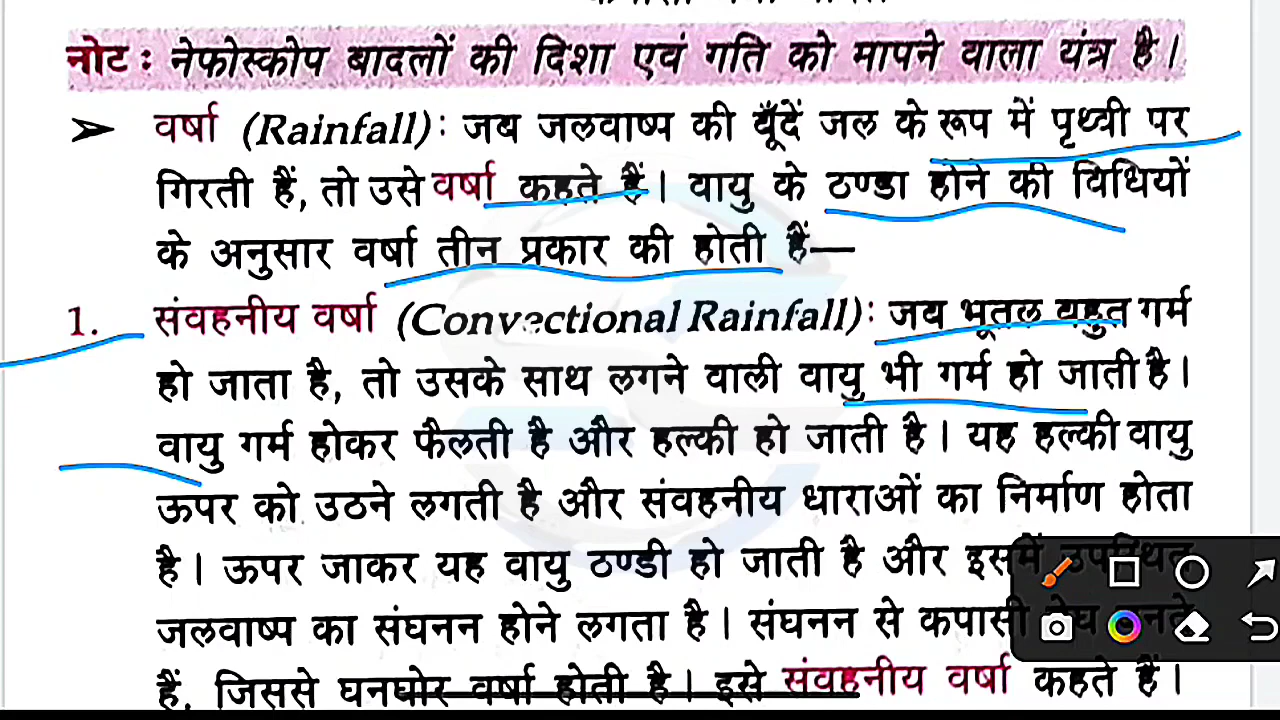 नोट : नेफोस्कोप बादलों की दिशा एवं गति को मापने वाला यंत्र है।
➢ वर्षा (Rainfall): जब जलवाष्प की बूँदें जल के रूप में पृथ्वी पर
गिरती हैं, तो उसे वर्षा कहते हैं। वायु के ठण्डा होने की विधियों
के अनुसार वर्षा तीन प्रकार की होती हैं—
1. संवहनीय वर्षा (Convectional Rainfall): जब भूतल बहुत गर्म
हो जाता है, तो उसके साथ लगने वाली वायु भी गर्म हो जाती है।
वायु गर्म होकर फैलती है और हल्की हो जाती है। यह हल्की वायु
ऊपर को उठने लगती है और संवहनीय धाराओं का निर्माण होता
है। ऊपर जाकर यह वायु ठण्डी हो जाती है और इसमें उपस्थित
जलवाष्प का संघनन होने लगता है। संघनन से कपासी मेघ बनते
हैं, जिससे घनघोर वर्षा होती है। इसे संवहनीय वर्षा कहते हैं।